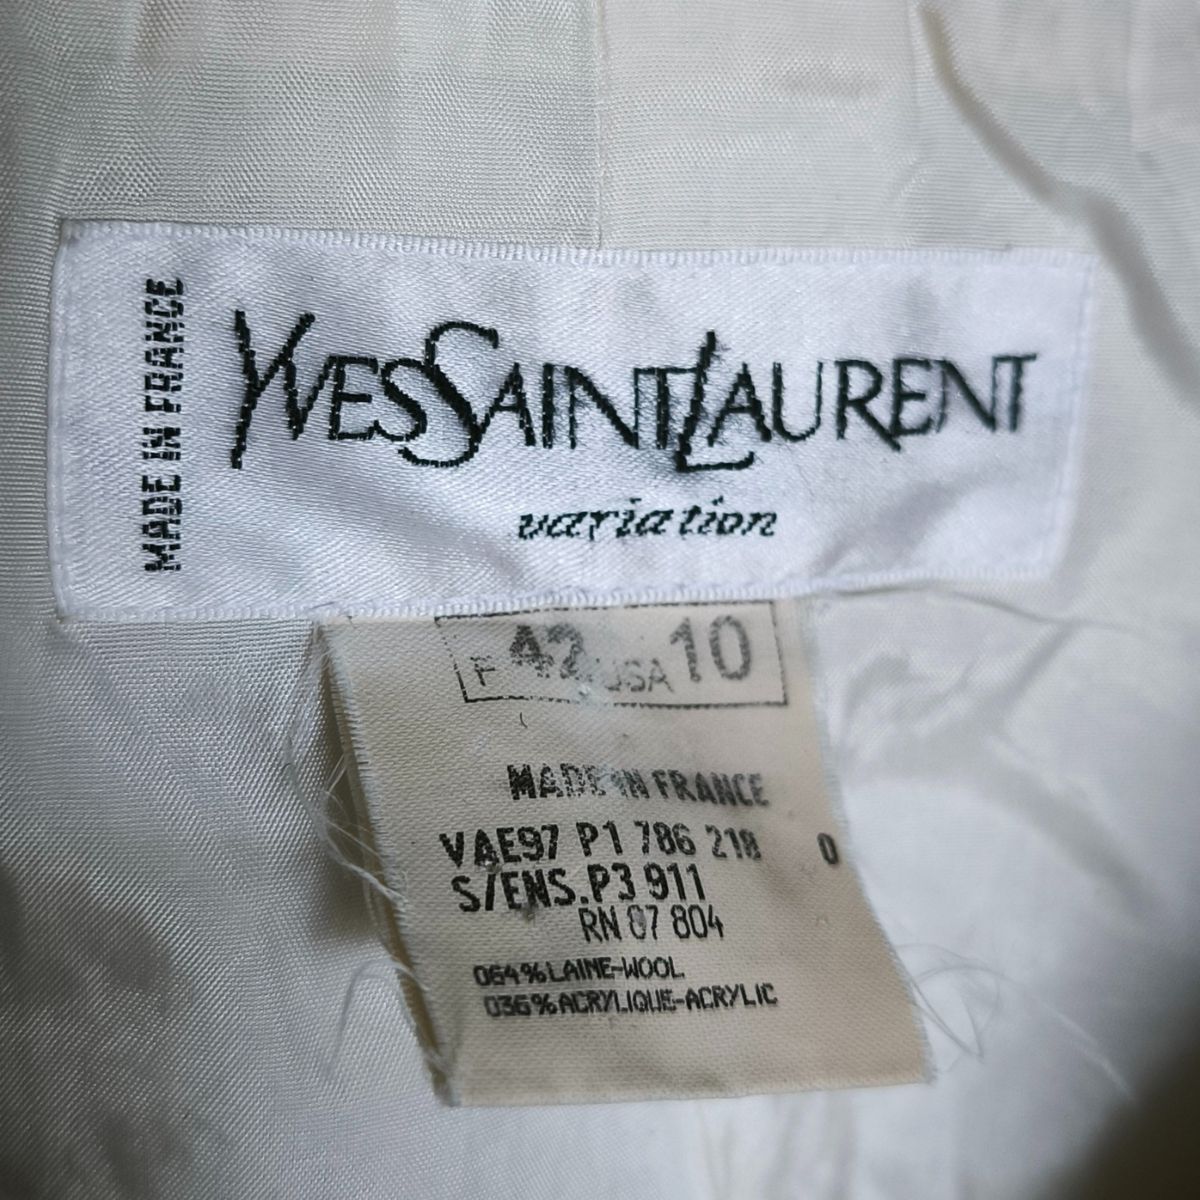 MADE IN FRANCE
YVESSAINTLAURENT
variation
F 42 USA 10
MADE IN FRANCE
VAE97 P1 786 218 0
S/ENS.P3 911
RN 87 804
064%LAINE-WOOL
036%ACRYLIQUE-ACRYLIC